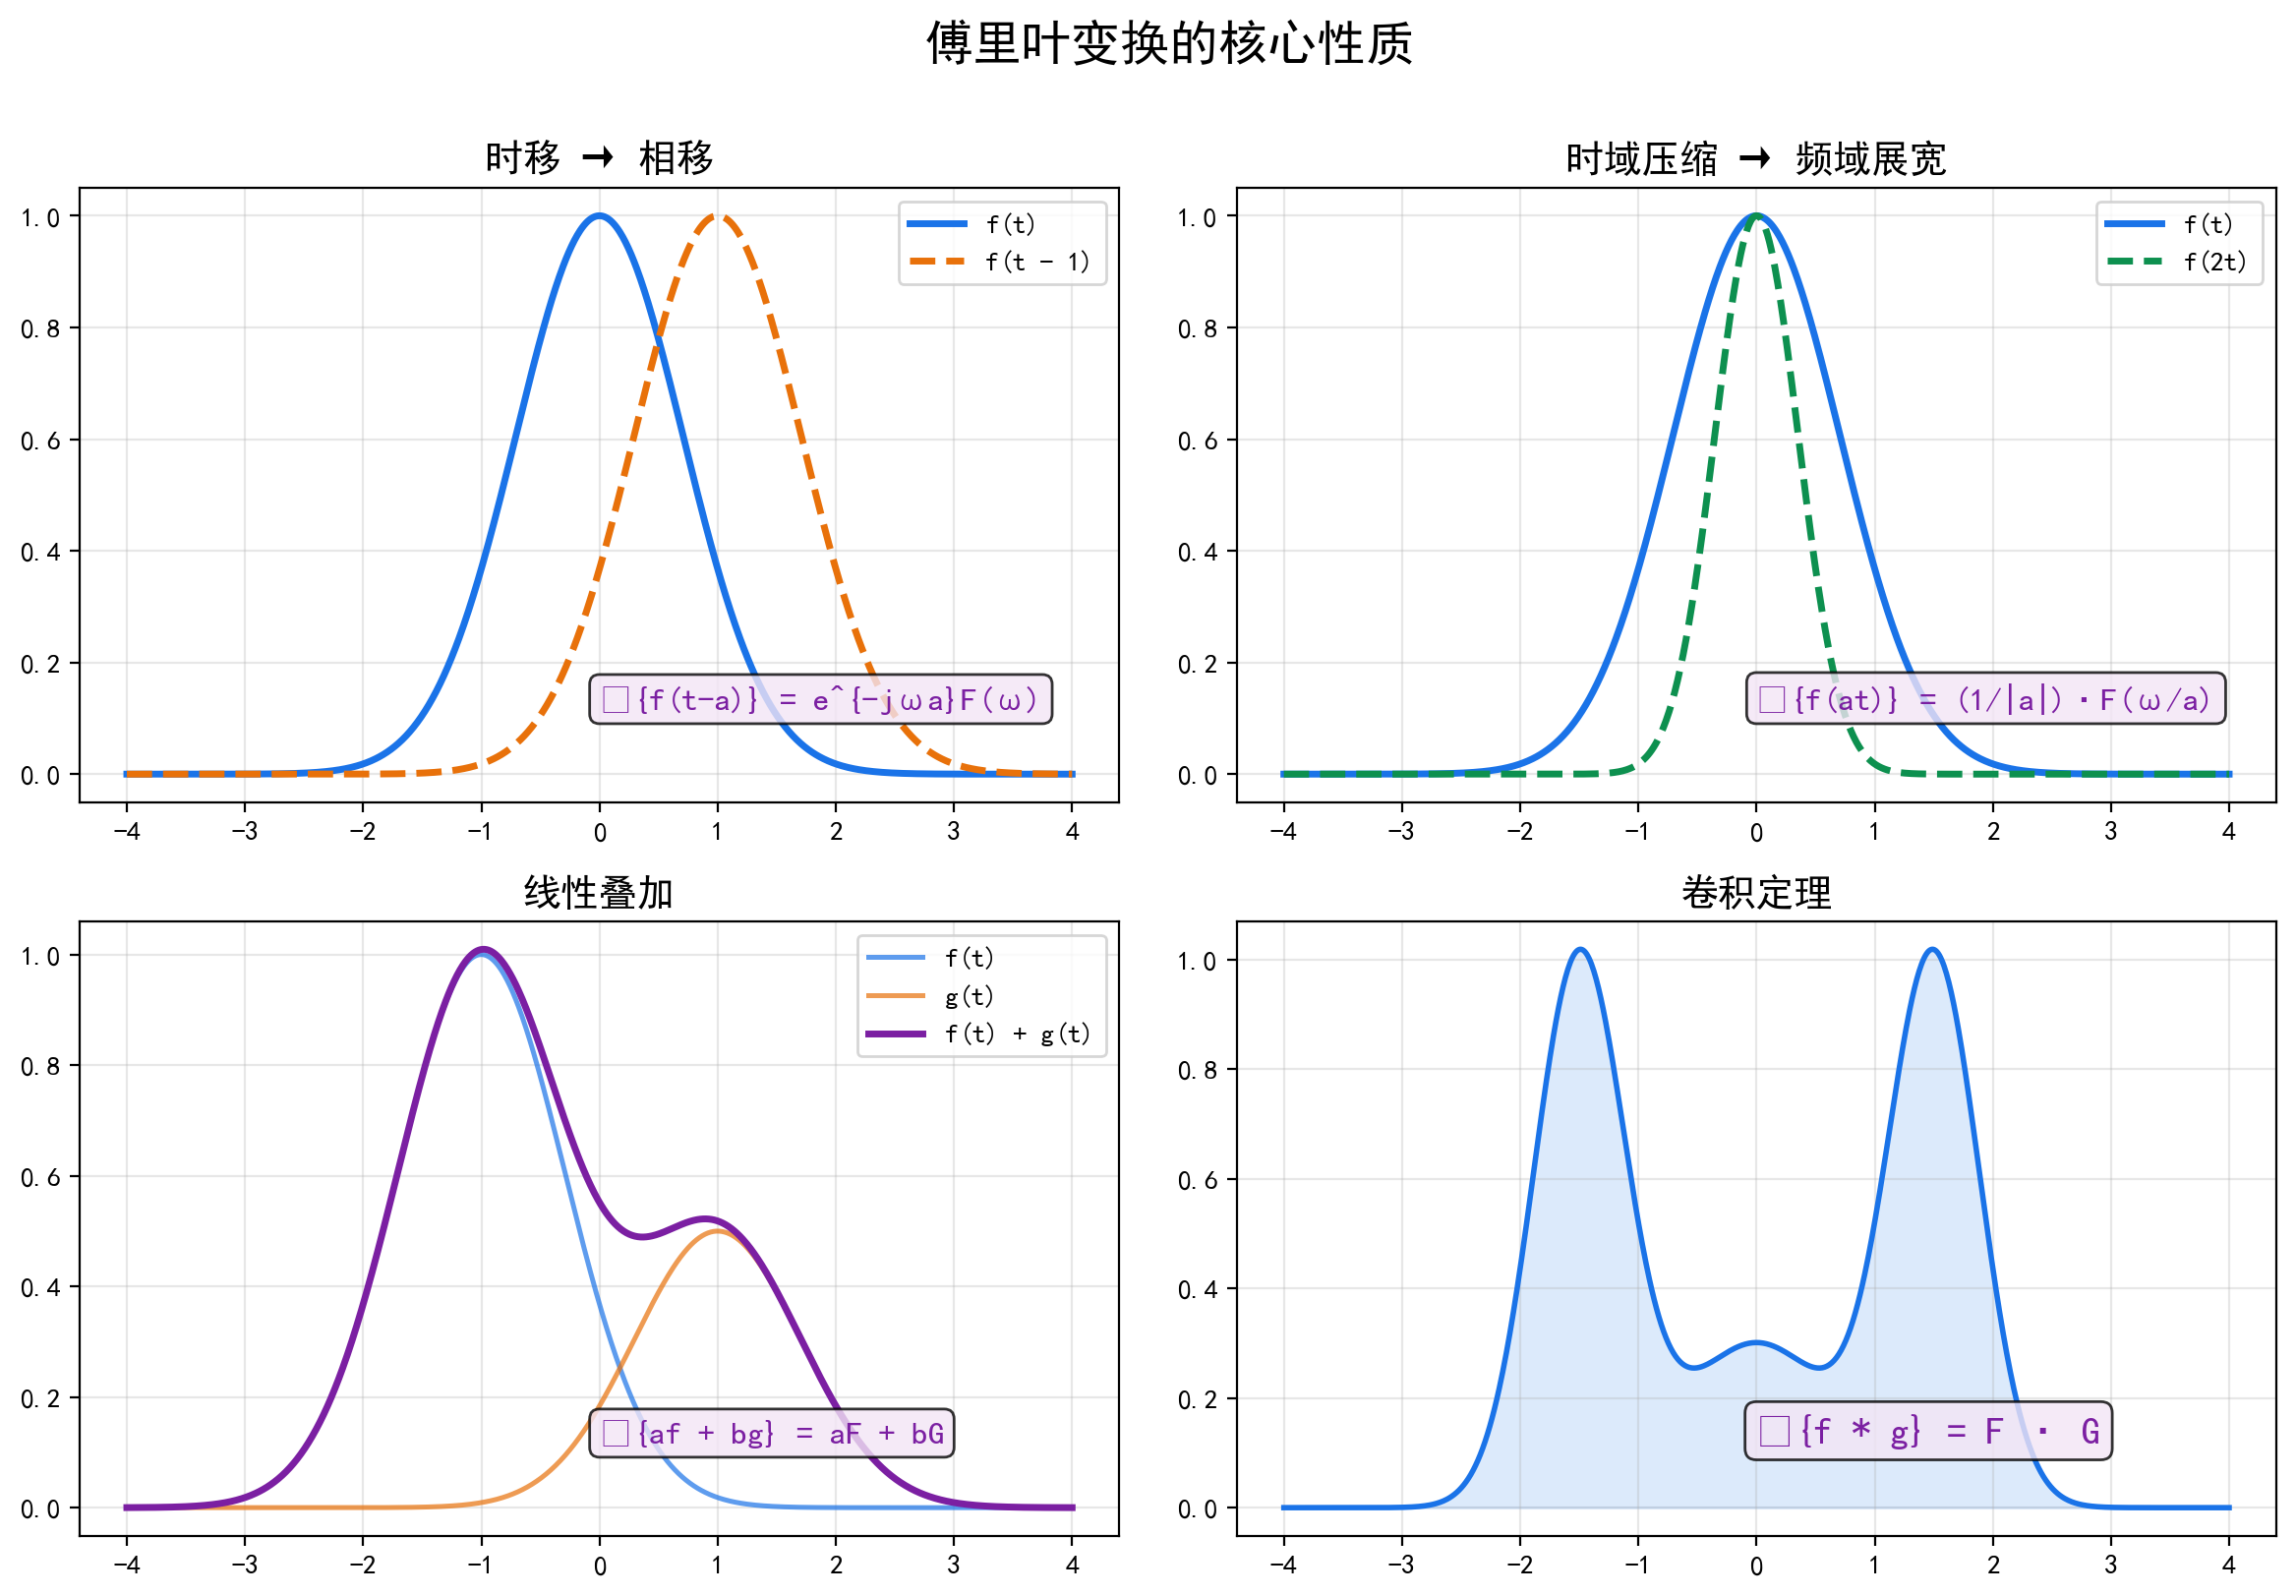 傅里叶变换的核心性质
时移 → 相移
f(t)
f(t - 1)
1.0
0.8
0.6
0.4
0.2
0.0
□{f(t-a)} = e^{-jωa}F(ω)
-4 -3 -2 -1 0 1 2 3 4
时域压缩 → 频域展宽
f(t)
f(2t)
1.0
0.8
0.6
0.4
0.2
0.0
□{f(at)} = (1/|a|)·F(ω/a)
-4 -3 -2 -1 0 1 2 3 4
线性叠加
f(t)
g(t)
f(t) + g(t)
1.0
0.8
0.6
0.4
0.2
0.0
□{af + bg} = aF + bG
-4 -3 -2 -1 0 1 2 3 4
卷积定理
1.0
0.8
0.6
0.4
0.2
0.0
□{f * g} = F · G
-4 -3 -2 -1 0 1 2 3 4